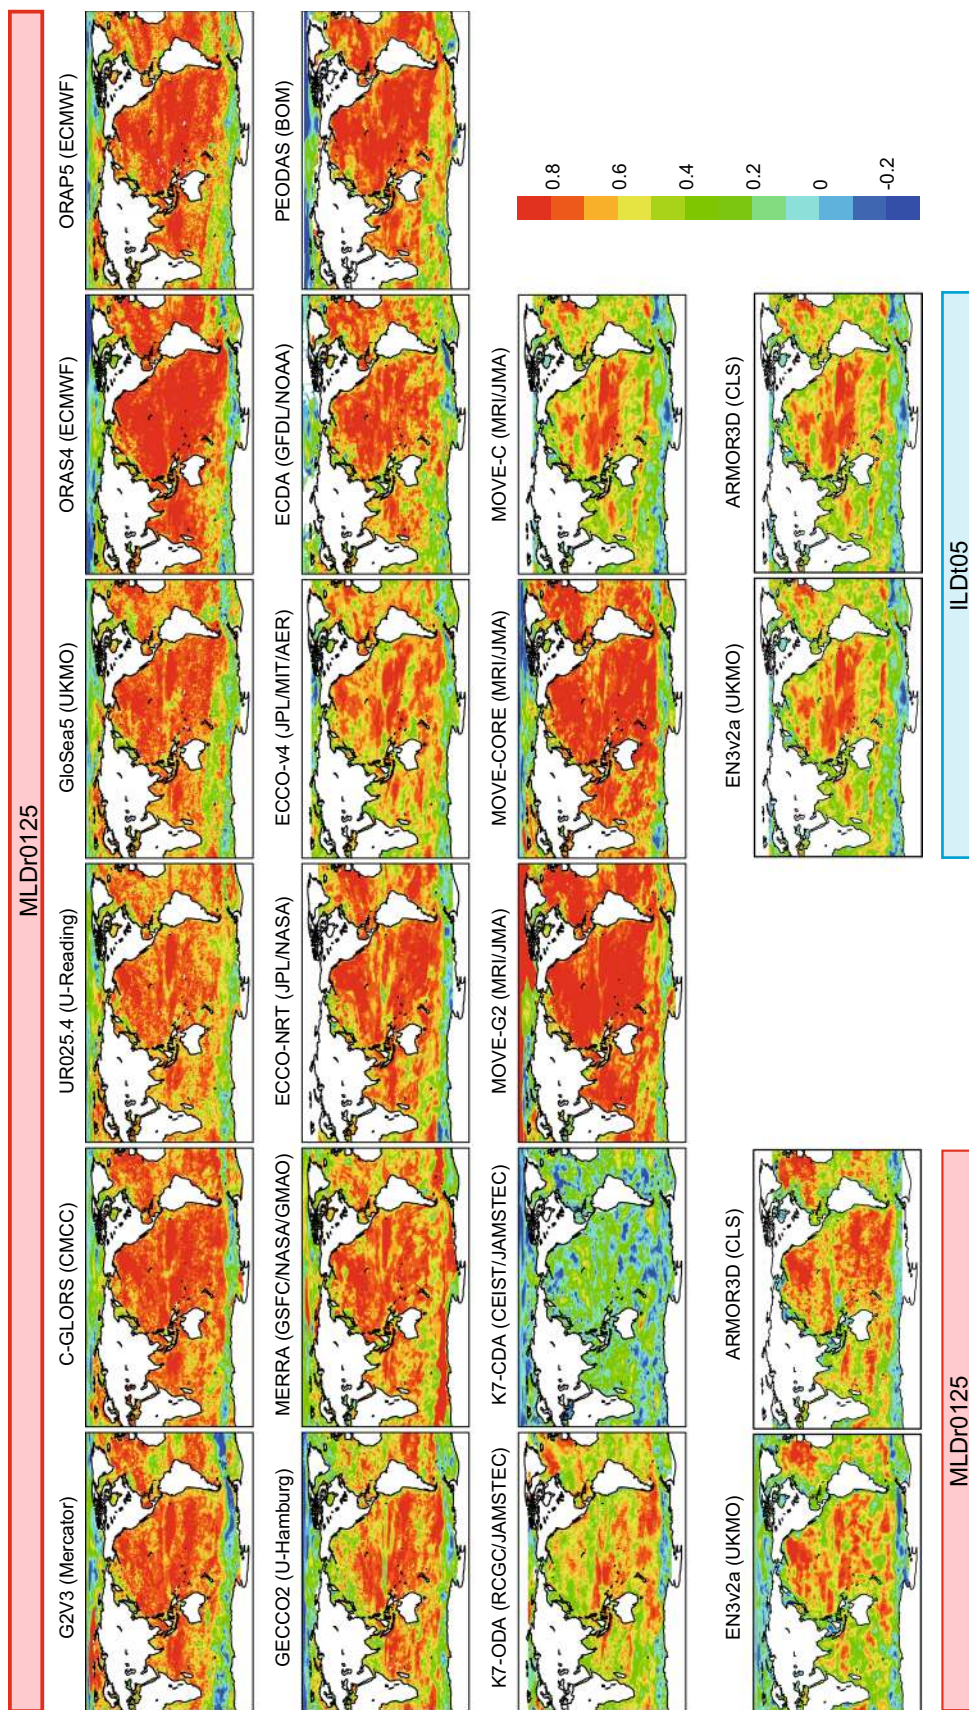 MLDr0125
G2V3 (Mercator)
C-GLORS (CMCC)
UR025.4 (U-Reading)
GloSea5 (UKMO)
ORAS4 (ECMWF)
ORAP5 (ECMWF)
GECCO2 (U-Hamburg)
MERRA (GSFC/NASA/GMAO)
ECCO-NRT (JPL/NASA)
ECCO-v4 (JPL/MIT/AER)
ECDA (GFDL/NOAA)
PEODAS (BOM)
K7-ODA (RCGC/JAMSTEC)
K7-CDA (CEIST/JAMSTEC)
MOVE-G2 (MRI/JMA)
MOVE-CORE (MRI/JMA)
MOVE-C (MRI/JMA)
0.8
0.6
0.4
0.2
0
-0.2
EN3v2a (UKMO)
ARMOR3D (CLS)
EN3v2a (UKMO)
ARMOR3D (CLS)
MLDr0125
ILDt05